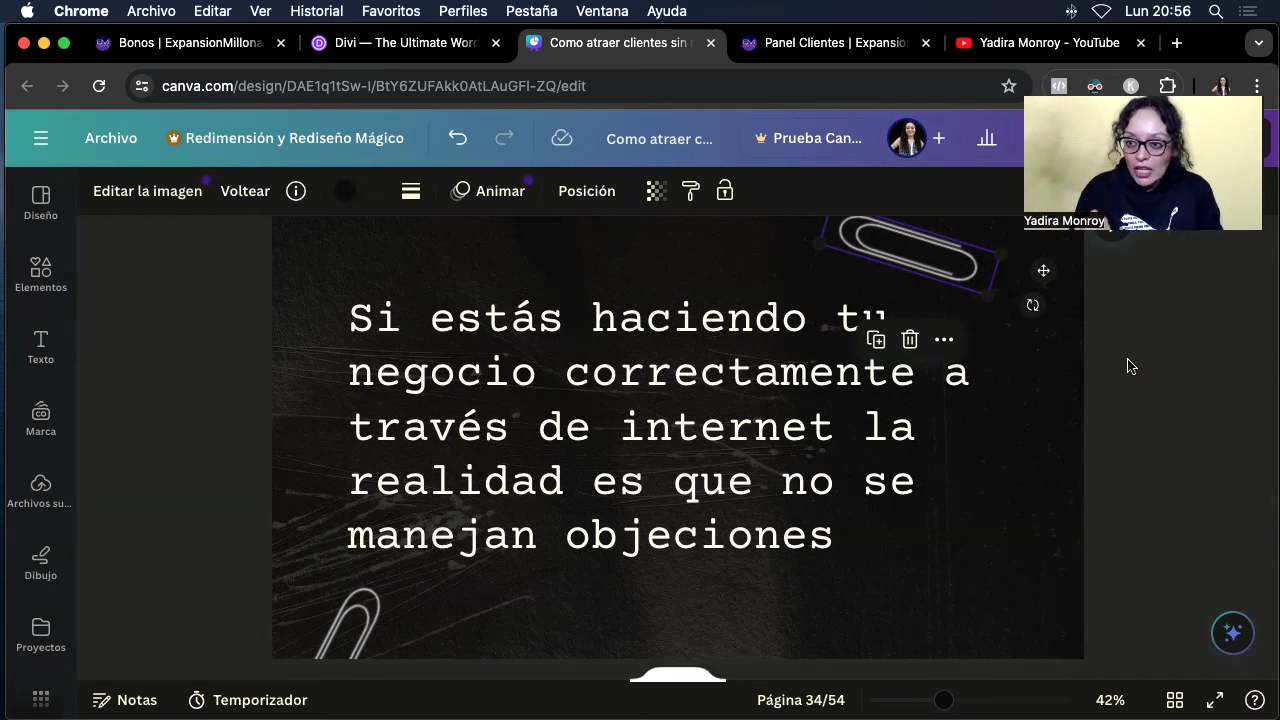 Chrome Archivo Editar Ver Historial Favoritos Perfiles Pestaña Ventana Ayuda Lun 20:56
Bonos | ExpansionMillona Divi — The Ultimate Word Como atraer clientes sin Panel Clientes | Expansio Yadira Monroy - YouTube
canva.com/design/DAE1q1tSw-I/BtY6ZUFAkk0AtLAuGFI-ZQ/edit
Archivo Redimensión y Rediseño Mágico Como atraer c... Prueba Can...
Editar la imagen Voltear Animar Posición
Yadira Monroy
Diseño
Elementos
Texto
Marca
Archivos su...
Dibujo
Proyectos
Si estás haciendo tu
negocio correctamente a
través de internet la
realidad es que no se
manejan objeciones
Notas Temporizador Página 34/54 42%